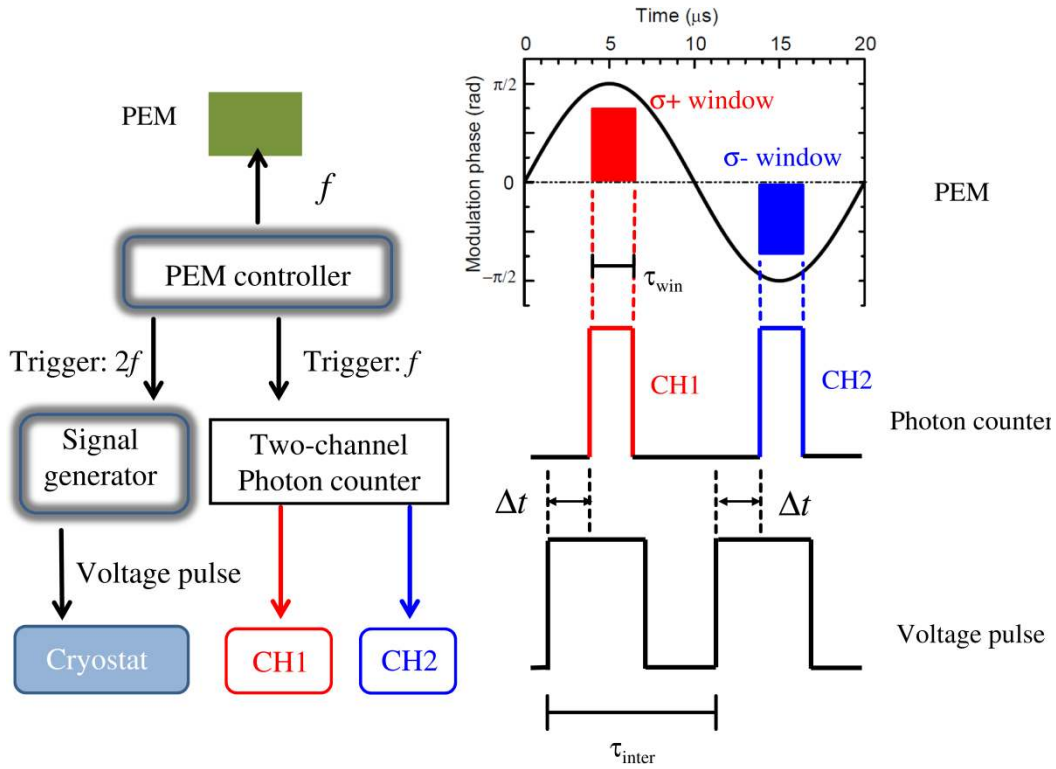 PEM
f
PEM controller
Trigger: 2f
Trigger: f
Signal
generator
Two-channel
Photon counter
Voltage pulse
Cryostat
CH1
CH2
Time (μs)
0 5 10 15 20
Modulation phase (rad)
π/2
0
−π/2
σ+ window
σ- window
τwin
PEM
CH1
CH2
Photon counter
Δt
Δt
Voltage pulse
τinter